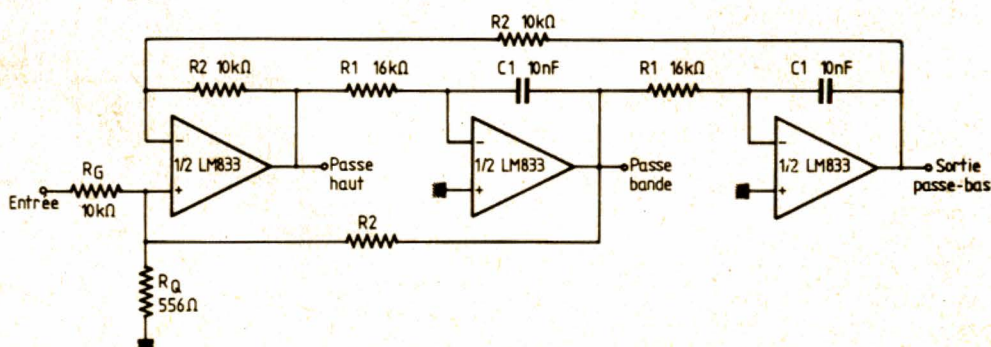 R2 10kΩ
R2 10kΩ
R1 16kΩ
C1 10nF
R1 16kΩ
C1 10nF
−
1/2 LM833
+
−
1/2 LM833
+
−
1/2 LM833
+
RG
10kΩ
Entrée
Passe
haut
Passe
bande
Sortie
passe-bas
R2
RQ
556Ω